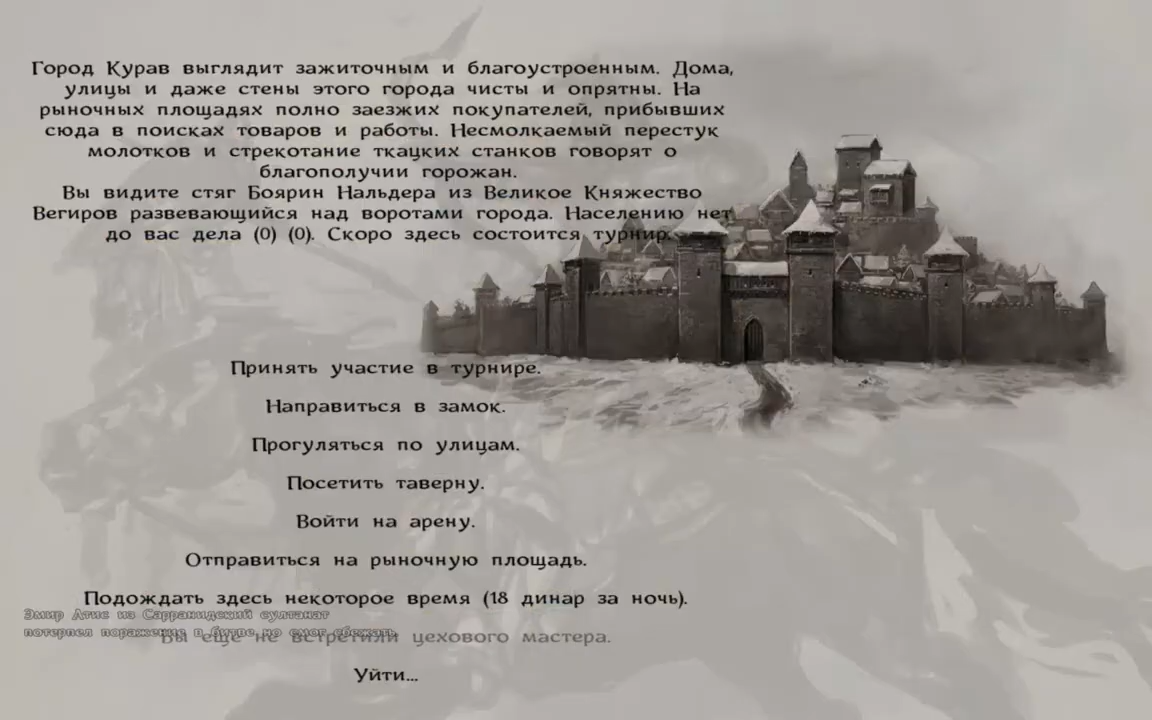 Город Курав выглядит зажиточным и благоустроенным. Дома,
улицы и даже стены этого города чисты и опрятны. На
рыночных площадях полно заезжих покупателей, прибывших
сюда в поисках товаров и работы. Несмолкаемый перестук
молотков и стрекотание ткацких станков говорят о
благополучии горожан.
Вы видите стяг Боярин Нальдера из Великое Княжество
Вегиров развевающийся над воротами города. Населению нет
до вас дела (0) (0). Скоро здесь состоится турнир.
Принять участие в турнире.
Направиться в замок.
Прогуляться по улицам.
Посетить таверну.
Войти на арену.
Отправиться на рыночную площадь.
Подождать здесь некоторое время (18 динар за ночь).
Эмир Атис из Сарранидский султанат
потерпел поражение в битве,но смог сбежать.
Вы еще не встретили цехового мастера.
Уйти...